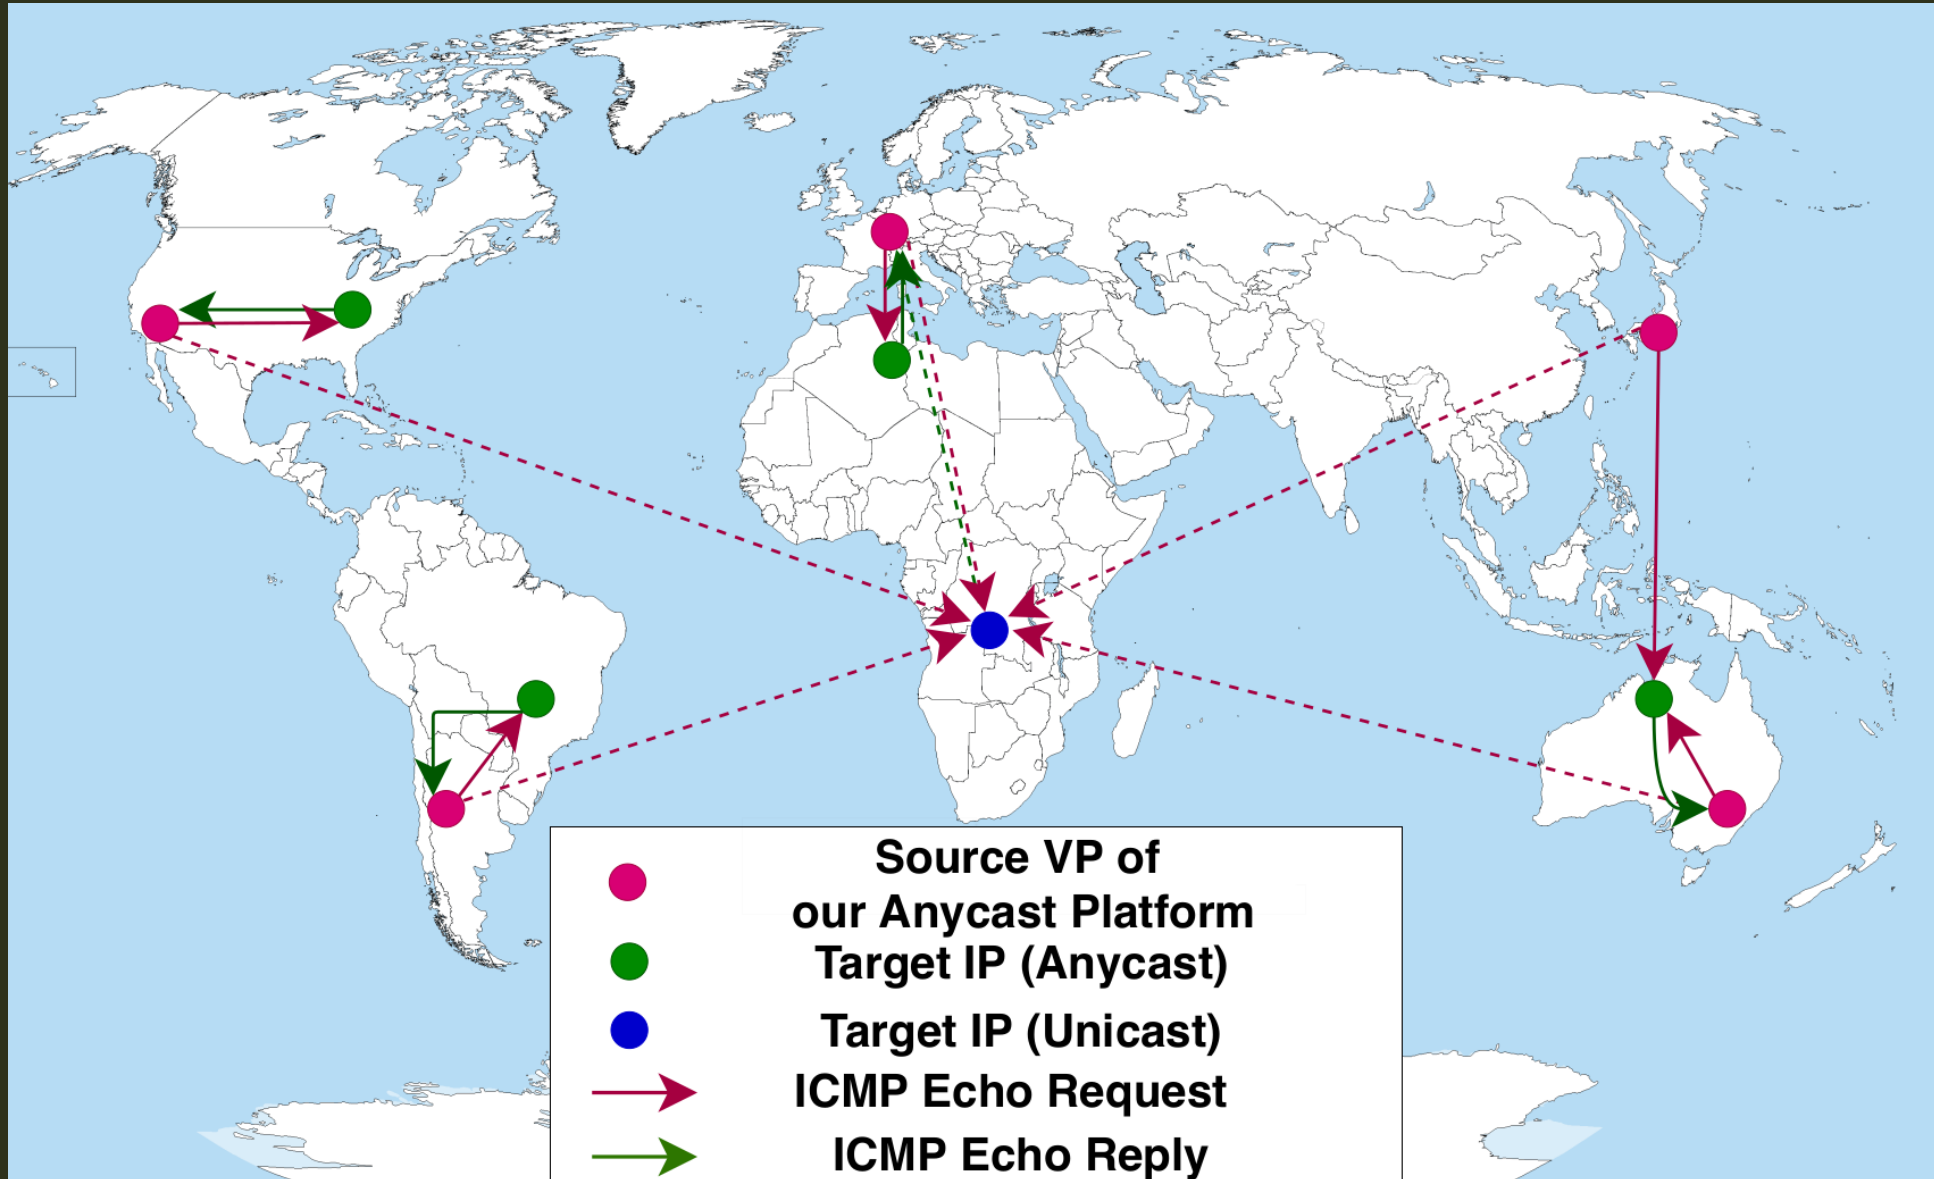 Source VP of
our Anycast Platform
Target IP (Anycast)
Target IP (Unicast)
ICMP Echo Request
ICMP Echo Reply